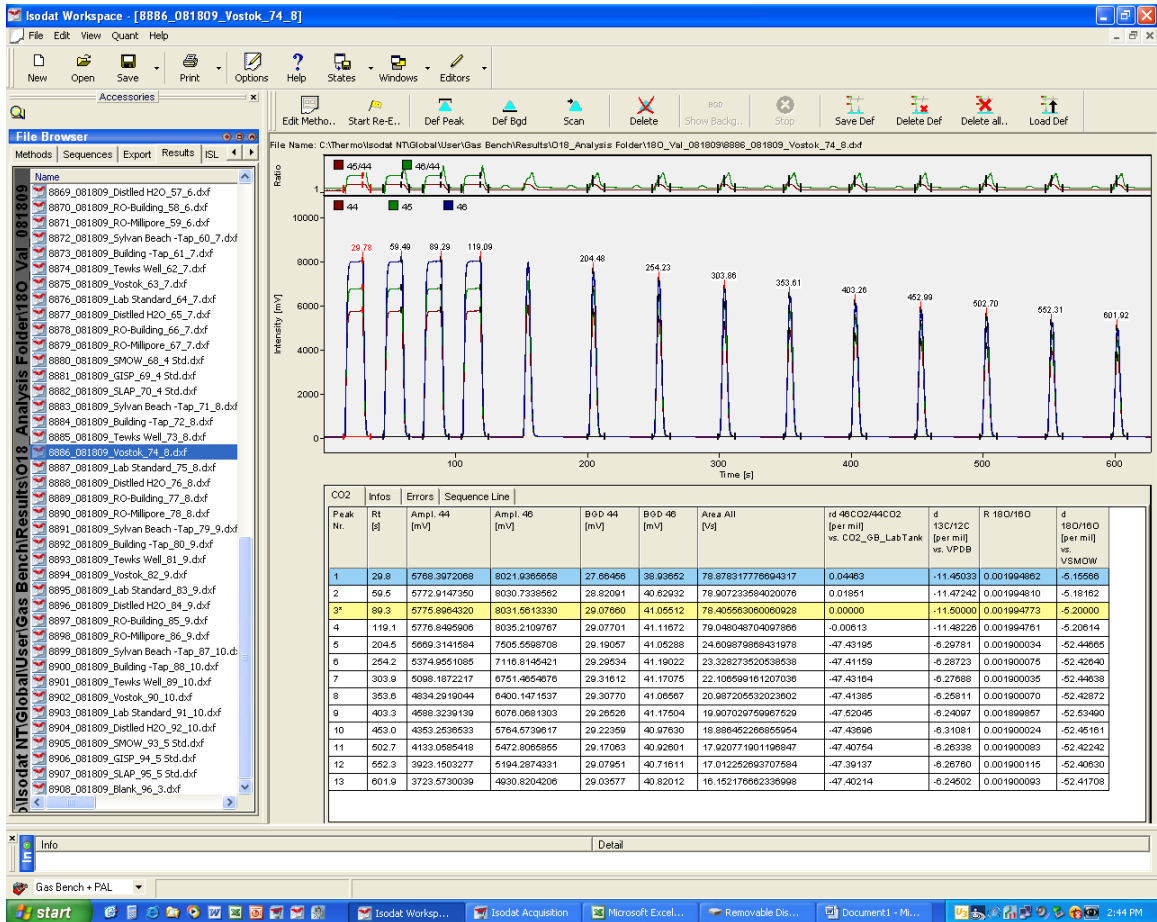 Isodat Workspace - [8886_081809_Vostok_74_8]
File Edit View Quant Help
New Open Save Print Options Help States Windows Editors
Accessories
File Browser
Methods Sequences Export Results ISL
Name
8869_081809_Distlled H2O_57_6.dxf
8870_081809_RO-Building_58_6.dxf
8871_081809_RO-Millipore_59_6.dxf
8872_081809_Sylvan Beach -Tap_60_7.dxf
8873_081809_Building -Tap_61_7.dxf
8874_081809_Tewks Well_62_7.dxf
8875_081809_Vostok_63_7.dxf
8876_081809_Lab Standard_64_7.dxf
8877_081809_Distlled H2O_65_7.dxf
8878_081809_RO-Building_66_7.dxf
8879_081809_RO-Millipore_67_7.dxf
8880_081809_SMOW_68_4 Std.dxf
8881_081809_GISP_69_4 Std.dxf
8882_081809_SLAP_70_4 Std.dxf
8883_081809_Sylvan Beach -Tap_71_8.dxf
8884_081809_Building -Tap_72_8.dxf
8885_081809_Tewks Well_73_8.dxf
8886_081809_Vostok_74_8.dxf
8887_081809_Lab Standard_75_8.dxf
8888_081809_Distlled H2O_76_8.dxf
8889_081809_RO-Building_77_8.dxf
8890_081809_RO-Millipore_78_8.dxf
8891_081809_Sylvan Beach -Tap_79_9.dxf
8892_081809_Building -Tap_80_9.dxf
8893_081809_Tewks Well_81_9.dxf
8894_081809_Vostok_82_9.dxf
8895_081809_Lab Standard_83_9.dxf
8896_081809_Distlled H2O_84_9.dxf
8897_081809_RO-Building_85_9.dxf
8898_081809_RO-Millipore_86_9.dxf
8899_081809_Sylvan Beach -Tap_87_10.d
8900_081809_Building -Tap_88_10.dxf
8901_081809_Tewks Well_89_10.dxf
8902_081809_Vostok_90_10.dxf
8903_081809_Lab Standard_91_10.dxf
8904_081809_Distlled H2O_92_10.dxf
8905_081809_SMOW_93_5 Std.dxf
8906_081809_GISP_94_5 Std.dxf
8907_081809_SLAP_95_5 Std.dxf
8908_081809_Blank_96_3.dxf
\Isodat NT\Global\User\Gas Bench\Results\O18_Analysis Folder\18O_Val_081809
Edit Metho.. Start Re-E.. Def Peak Def Bgd Scan Delete BGD Show Backg.. Stop Save Def Delete Def Delete all.. Load Def
File Name: C:\Thermo\Isodat NT\Global\User\Gas Bench\Results\O18_Analysis Folder\18O_Val_081809\8886_081809_Vostok_74_8.dxf
Ratio
45/44 46/44
1
44 45 46
Intensity [mV]
10000
8000
6000
4000
2000
0
29.78 59.49 89.29 119.09 204.48 254.23 303.86 353.61 403.26 452.99 502.70 552.31 601.92
100 200 300 400 500 600
Time [s]
CO2 Infos Errors Sequence Line
Peak Nr. Rt [s] Ampl. 44 [mV] Ampl. 46 [mV] BGD 44 [mV] BGD 46 [mV] Area All [Vs] rd 46CO2/44CO2 [per mil] vs. CO2_GB_LabTank d 13C/12C [per mil] vs. VPDB R 18O/16O d 18O/16O [per mil] vs. VSMOW
1 29.8 5768.3972068 8021.9365658 27.66456 38.93652 78.878317776694317 0.04463 -11.45033 0.001994862 -5.15566
2 59.5 5772.9147350 8030.7338562 28.82091 40.62932 78.907233584020076 0.01851 -11.47242 0.001994810 -5.18162
3* 89.3 5775.8964320 8031.5613330 29.07660 41.05512 78.405563060060928 0.00000 -11.50000 0.001994773 -5.20000
4 119.1 5776.8495906 8035.2109767 29.07701 41.11672 79.048048704097866 -0.00613 -11.48226 0.001994761 -5.20614
5 204.5 5669.3141584 7505.5598708 29.19057 41.05288 24.609879868431978 -47.43195 -6.29781 0.001900034 -52.44665
6 254.2 5374.9551085 7116.8145421 29.29534 41.19022 23.328273520538538 -47.41159 -6.28723 0.001900075 -52.42640
7 303.9 5098.1872217 6751.4654676 29.31612 41.17075 22.106599161207036 -47.43164 -6.27688 0.001900035 -52.44638
8 353.6 4834.2919044 6400.1471537 29.30770 41.06567 20.987205532023602 -47.41385 -6.25811 0.001900070 -52.42872
9 403.3 4588.3239139 6076.0681303 29.26526 41.17504 19.907029759967529 -47.52045 -6.24097 0.001899857 -52.53490
10 453.0 4353.2536533 5764.5739617 29.22359 40.97630 18.886452266855954 -47.43696 -6.31081 0.001900024 -52.45161
11 502.7 4133.0585418 5472.8065855 29.17063 40.92601 17.920771901196847 -47.40754 -6.26338 0.001900083 -52.42242
12 552.3 3923.1503277 5194.2874331 29.07951 40.71611 17.012252693707584 -47.39137 -6.26760 0.001900115 -52.40630
13 601.9 3723.5730039 4930.8204206 29.03577 40.82012 16.152176662336998 -47.40214 -6.24502 0.001900093 -52.41708
Info Detail
In
Gas Bench + PAL
start Isodat Worksp... Isodat Acquisition Microsoft Excel... Removable Dis... Document1 - Mi... 2:44 PM